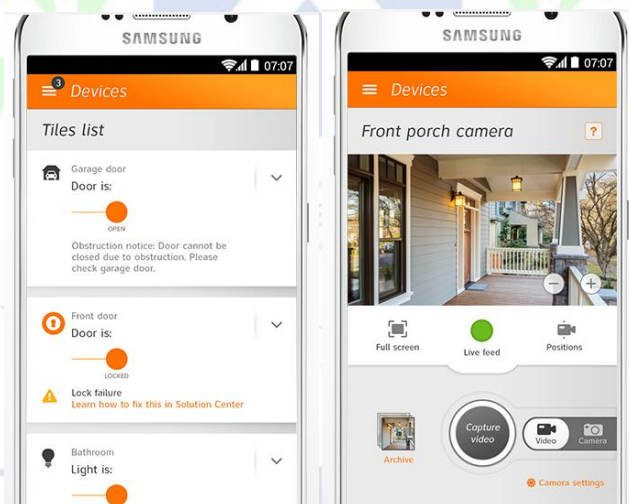 SAMSUNG
07:07
3
Devices
Tiles list
Garage door
Door is:
OPEN
Obstruction notice: Door cannot be
closed due to obstruction. Please
check garage door.
Front door
Door is:
LOCKED
Lock failure
Learn how to fix this in Solution Center
Bathroom
Light is:
SAMSUNG
07:07
Devices
Front porch camera
?
Full screen
Live feed
Positions
Capture
video
Video
Camera
Archive
Camera settings